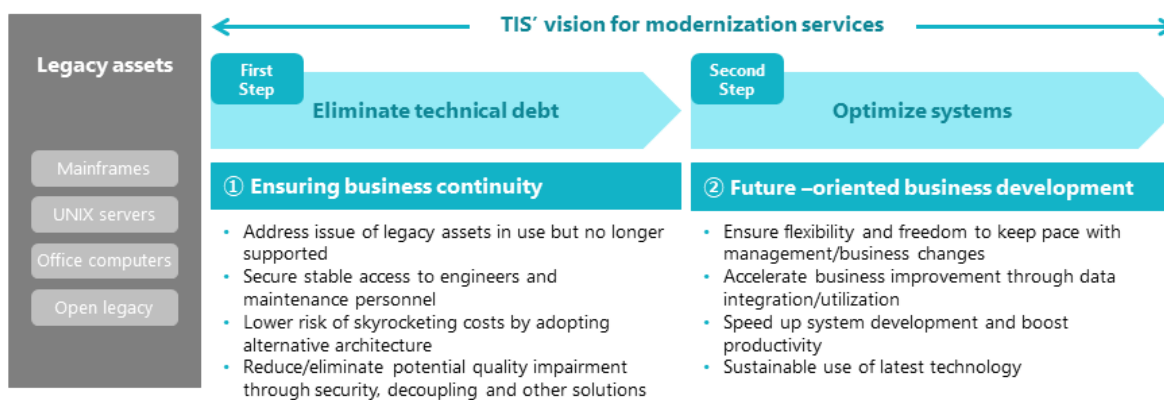 TIS' vision for modernization services
Legacy assets
Mainframes
UNIX servers
Office computers
Open legacy
First
Step
Eliminate technical debt
① Ensuring business continuity
• Address issue of legacy assets in use but no longer
supported
• Secure stable access to engineers and
maintenance personnel
• Lower risk of skyrocketing costs by adopting
alternative architecture
• Reduce/eliminate potential quality impairment
through security, decoupling and other solutions
Second
Step
Optimize systems
② Future –oriented business development
• Ensure flexibility and freedom to keep pace with
management/business changes
• Accelerate business improvement through data
integration/utilization
• Speed up system development and boost
productivity
• Sustainable use of latest technology